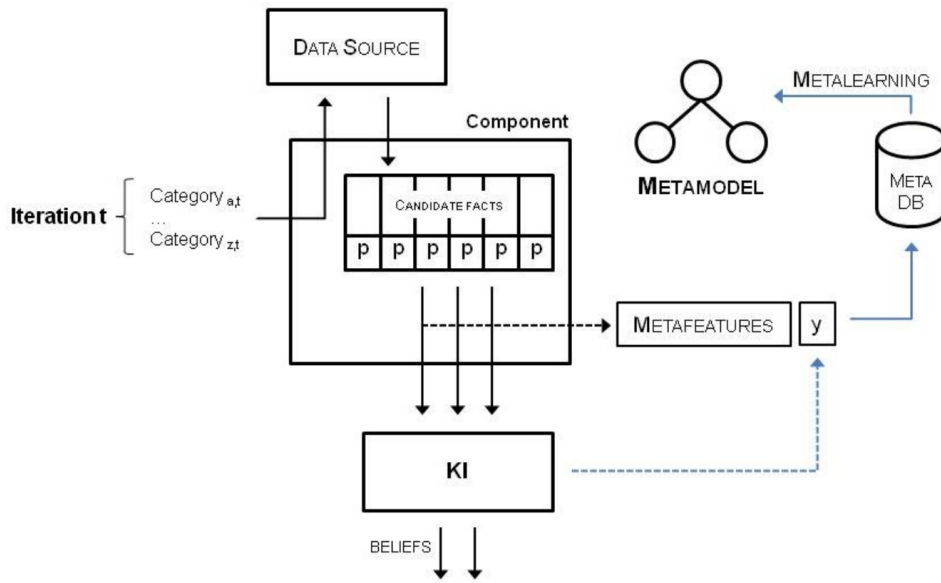 DATA SOURCE
METALEARNING
Component
META
DB
METAMODEL
Iteration t
Category a,t
...
Category z,t
CANDIDATE FACTS
p p p p p p
METAFEATURES y
KI
BELIEFS